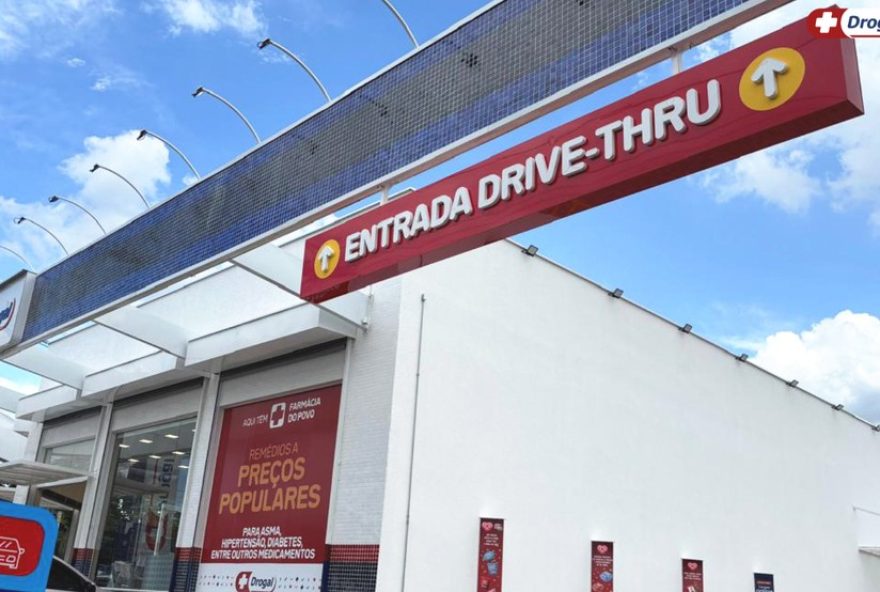 Drogal
ENTRADA DRIVE-THRU
AQUI TEM
FARMÁCIA
DO POVO
REMÉDIOS A
PREÇOS
POPULARES
PARA ASMA,
HIPERTENSÃO, DIABETES,
ENTRE OUTROS MEDICAMENTOS
Drogal